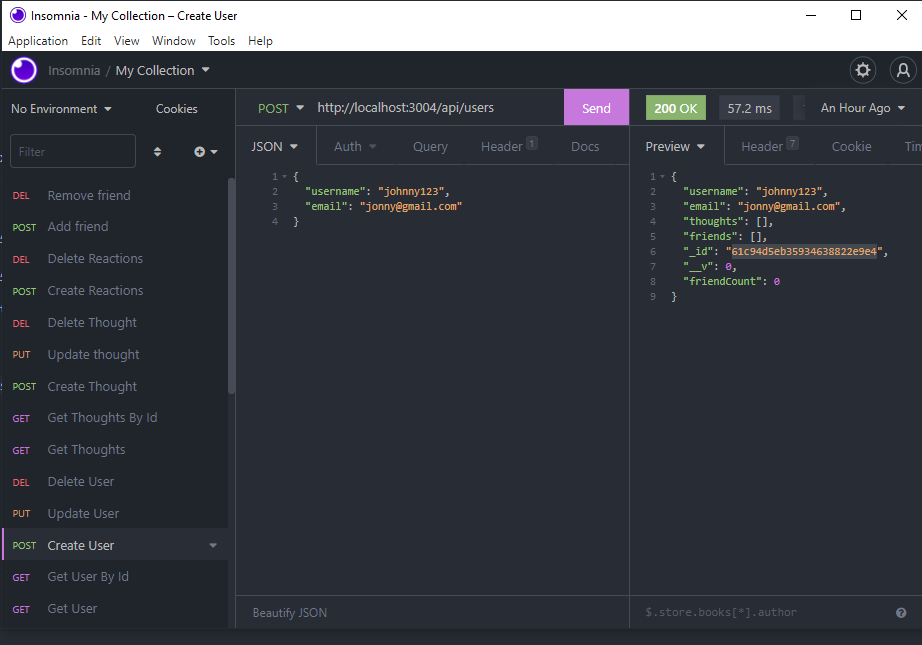 Insomnia - My Collection – Create User
Application Edit View Window Tools Help
Insomnia / My Collection
No Environment Cookies
Filter
DEL Remove friend
POST Add friend
DEL Delete Reactions
POST Create Reactions
DEL Delete Thought
PUT Update thought
POST Create Thought
GET Get Thoughts By Id
GET Get Thoughts
DEL Delete User
PUT Update User
POST Create User
GET Get User By Id
GET Get User
POST http://localhost:3004/api/users Send
JSON Auth Query Header 1 Docs
1 {
2 "username": "johnny123",
3 "email": "jonny@gmail.com"
4 }
Beautify JSON
200 OK 57.2 ms An Hour Ago
Preview Header 7 Cookie Tim
1 {
2 "username": "johnny123",
3 "email": "jonny@gmail.com",
4 "thoughts": [],
5 "friends": [],
6 "_id": "61c94d5eb35934638822e9e4",
7 "__v": 0,
8 "friendCount": 0
9 }
$.store.books[*].author